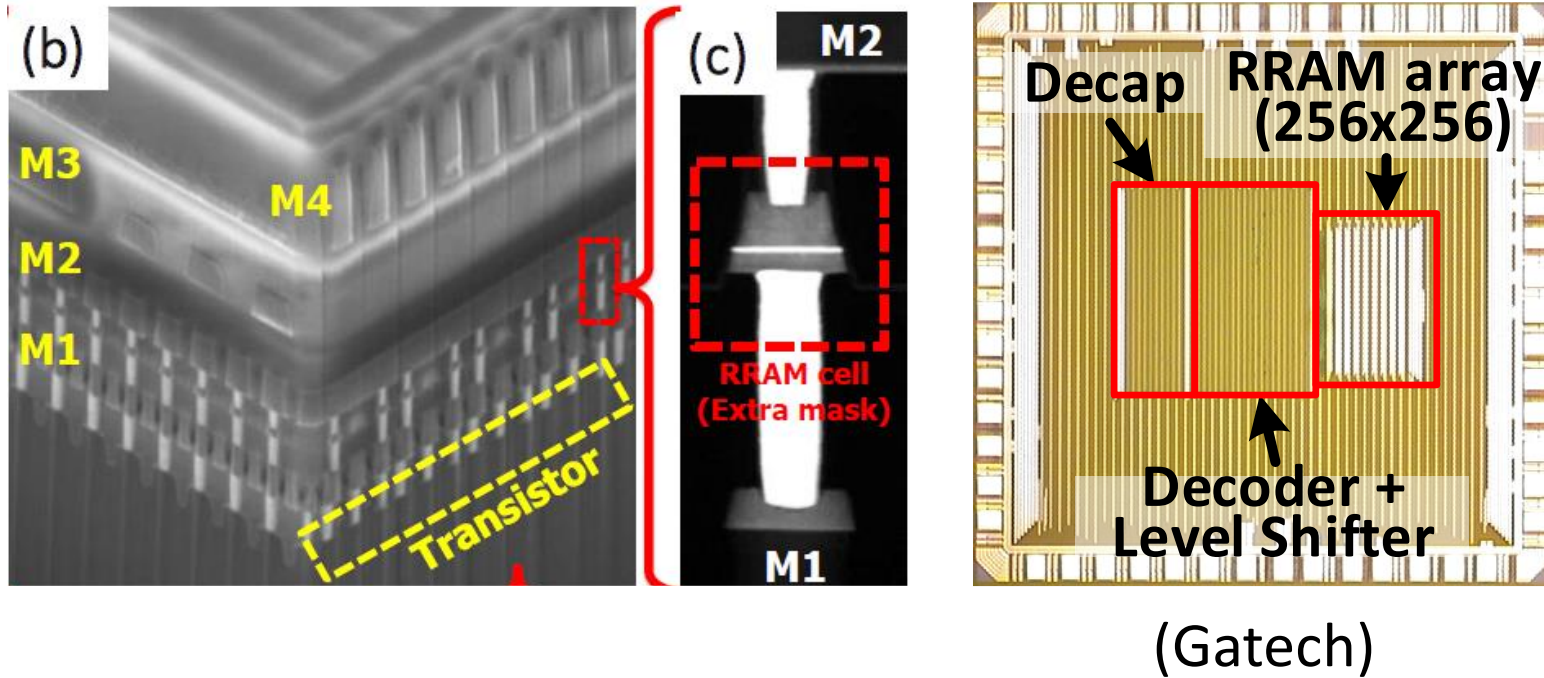 (b)
M3
M4
M2
M1
Transistor
(c)
M2
RRAM cell
(Extra mask)
M1
Decap
RRAM array
(256x256)
Decoder +
Level Shifter
(Gatech)